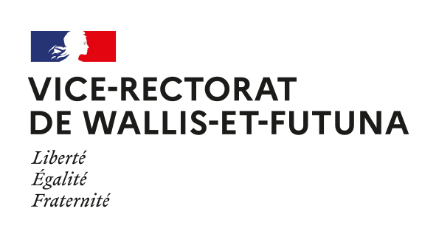 VICE-RECTORAT
DE WALLIS-ET-FUTUNA
Liberté
Égalité
Fraternité